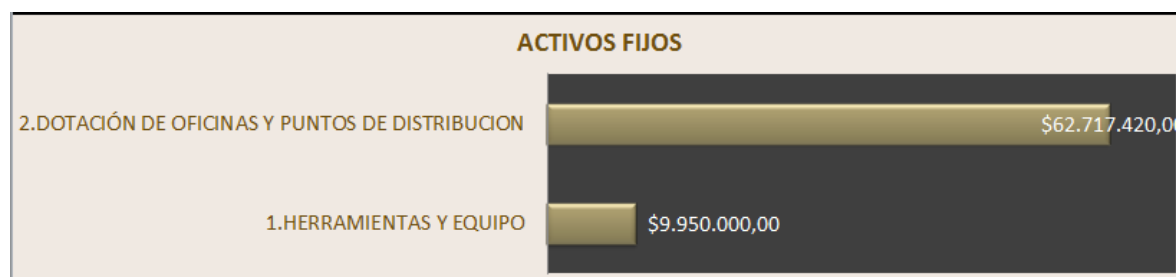 ACTIVOS FIJOS
2.DOTACIÓN DE OFICINAS Y PUNTOS DE DISTRIBUCION
$62.717.420,00
1.HERRAMIENTAS Y EQUIPO
$9.950.000,00